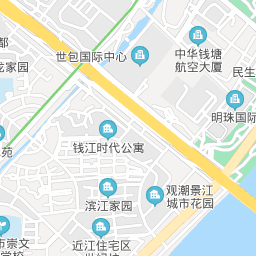 都
世包国际中心
中华钱塘
航空大厦
花家园
民生
明珠国际
钱江时代公寓
苑
观潮景江
城市花园
滨江家园
市崇文
学校
近江住宅区